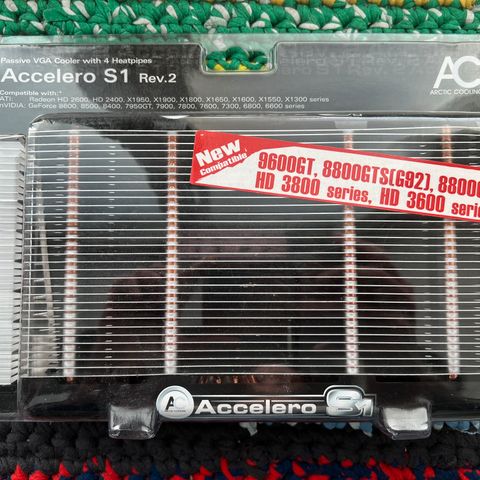 Passive VGA Cooler with 4 Heatpipes
Accelero S1 Rev.2
AC
ARCTIC COOLING
Compatible with:*
ATI: Radeon HD 2600, HD 2400, X1950, X1900, X1800, X1650, X1600, X1550, X1300 series
nVIDIA: GeForce 8600, 8500, 8400, 7950GT, 7900, 7800, 7600, 7300, 6800, 6600 series
New
Compatible
9600GT, 8800GTS(G92), 8800G
HD 3800 series, HD 3600 serie
Accelero S1